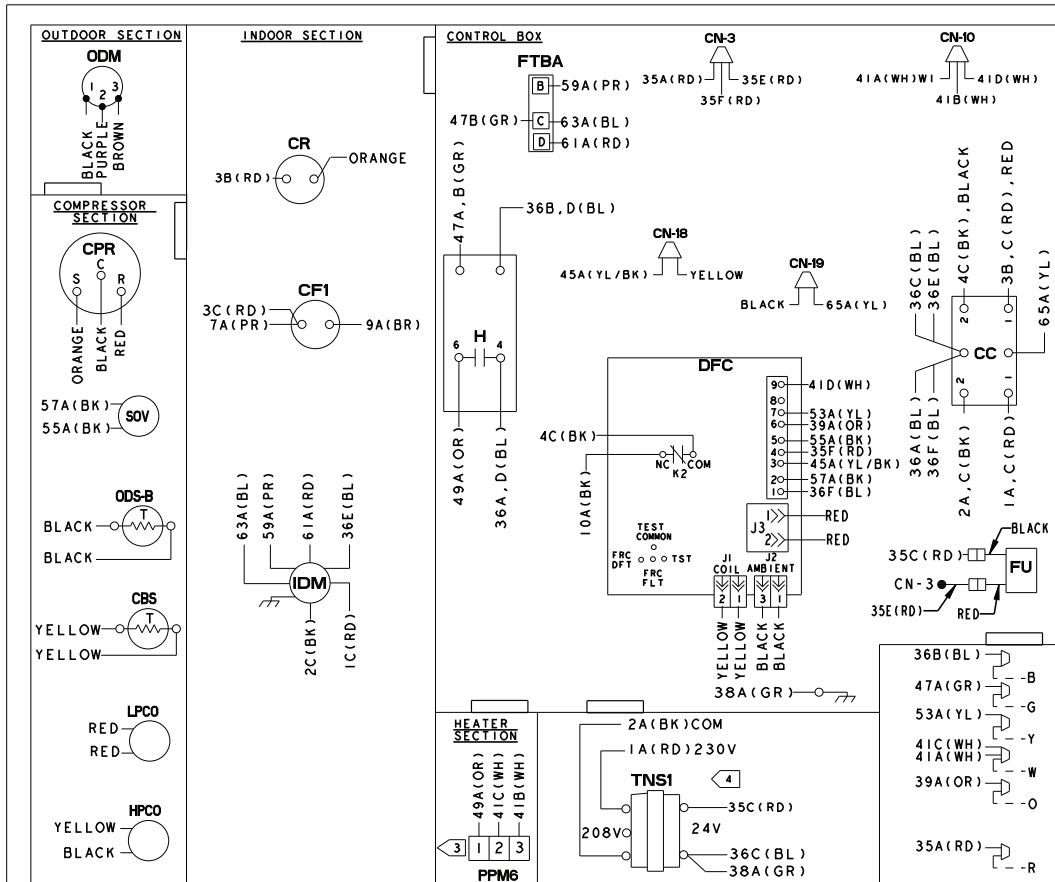 OUTDOOR SECTION
ODM
1 2 3
BLACK
PURPLE
BROWN
COMPRESSOR
SECTION
CPR
C
S R
ORANGE
BLACK
RED
57A(BK)
55A(BK)
SOV
ODS-B
T
BLACK
BLACK
CBS
T
YELLOW
YELLOW
LPCO
RED
RED
HPCO
YELLOW
BLACK
INDOOR SECTION
CR
3B(RD)
ORANGE
CF1
3C(RD)
7A(PR)
9A(BR)
63A(BL)
59A(PR)
61A(RD)
36E(BL)
IDM
2C(BK)
1C(RD)
CONTROL BOX
FTBA
B 59A(PR)
47B(GR) C 63A(BL)
D 61A(RD)
CN-3
35A(RD) 35E(RD)
35F(RD)
CN-10
41A(WH)W1 41D(WH)
41B(WH)
47A,B(GR)
36B,D(BL)
H
6 4
49A(OR)
36A,D(BL)
CN-18
45A(YL/BK) YELLOW
CN-19
BLACK 65A(YL)
36C(BL)
36E(BL)
4C(BK),BLACK
3B,C(RD),RED
65A(YL)
2 1
CC
2 1
36A(BL)
36F(BL)
2A,C(BK)
1A,C(RD)
DFC
9 41D(WH)
8
7 53A(YL)
6 39A(OR)
5 55A(BK)
4 35F(RD)
3 45A(YL/BK)
2 57A(BK)
1 36F(BL)
4C(BK)
10A(BK)
NC COM
K2
J3
1 RED
2 RED
TEST
COMMON
FRC
DFT
TST
FRC
FLT
J1
COIL
2 1
J2
AMBIENT
3 1
YELLOW
YELLOW
BLACK
BLACK
38A(GR)
BLACK
35C(RD)
FU
CN-3
35E(RD)
RED
HEATER
SECTION
49A(OR)
41C(WH)
41B(WH)
3
1 2 3
PPM6
2A(BK)COM
1A(RD)230V
TNS1
4
35C(RD)
208V
24V
36C(BL)
38A(GR)
36B(BL)
B
47A(GR)
G
53A(YL)
Y
41C(WH)
41A(WH)
W
39A(OR)
O
35A(RD)
R